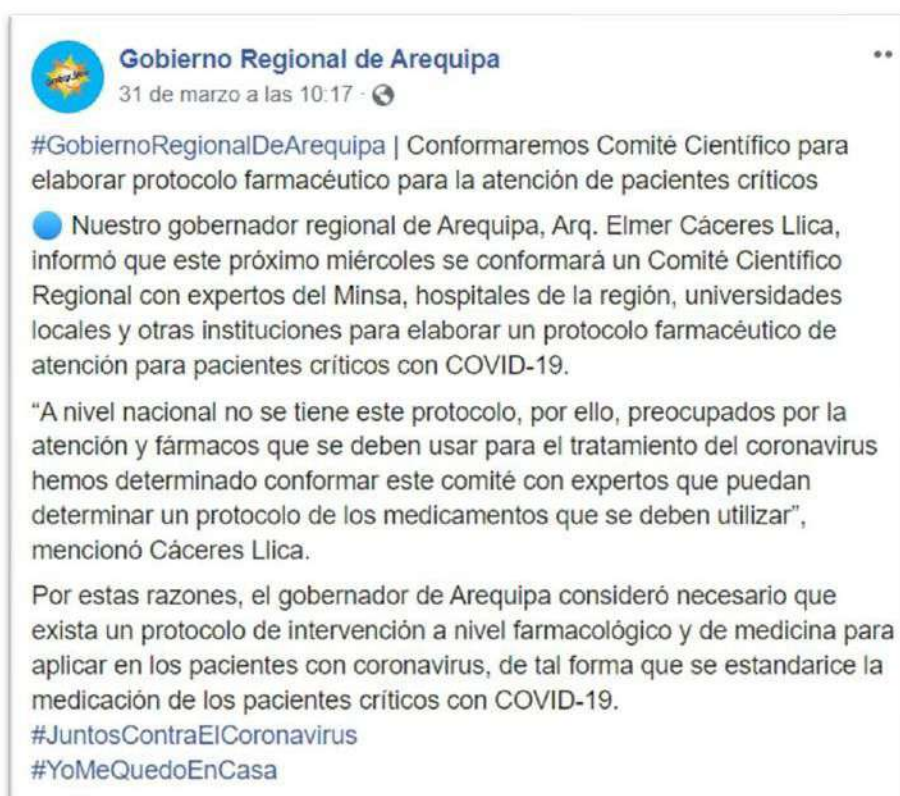 Gobierno Regional de Arequipa
31 de marzo a las 10:17 ·
#GobiernoRegionalDeArequipa | Conformaremos Comité Científico para
elaborar protocolo farmacéutico para la atención de pacientes críticos
Nuestro gobernador regional de Arequipa, Arq. Elmer Cáceres Llica,
informó que este próximo miércoles se conformará un Comité Científico
Regional con expertos del Minsa, hospitales de la región, universidades
locales y otras instituciones para elaborar un protocolo farmacéutico de
atención para pacientes críticos con COVID-19.
“A nivel nacional no se tiene este protocolo, por ello, preocupados por la
atención y fármacos que se deben usar para el tratamiento del coronavirus
hemos determinado conformar este comité con expertos que puedan
determinar un protocolo de los medicamentos que se deben utilizar”,
mencionó Cáceres Llica.
Por estas razones, el gobernador de Arequipa consideró necesario que
exista un protocolo de intervención a nivel farmacológico y de medicina para
aplicar en los pacientes con coronavirus, de tal forma que se estandarice la
medicación de los pacientes críticos con COVID-19.
#JuntosContraElCoronavirus
#YoMeQuedoEnCasa